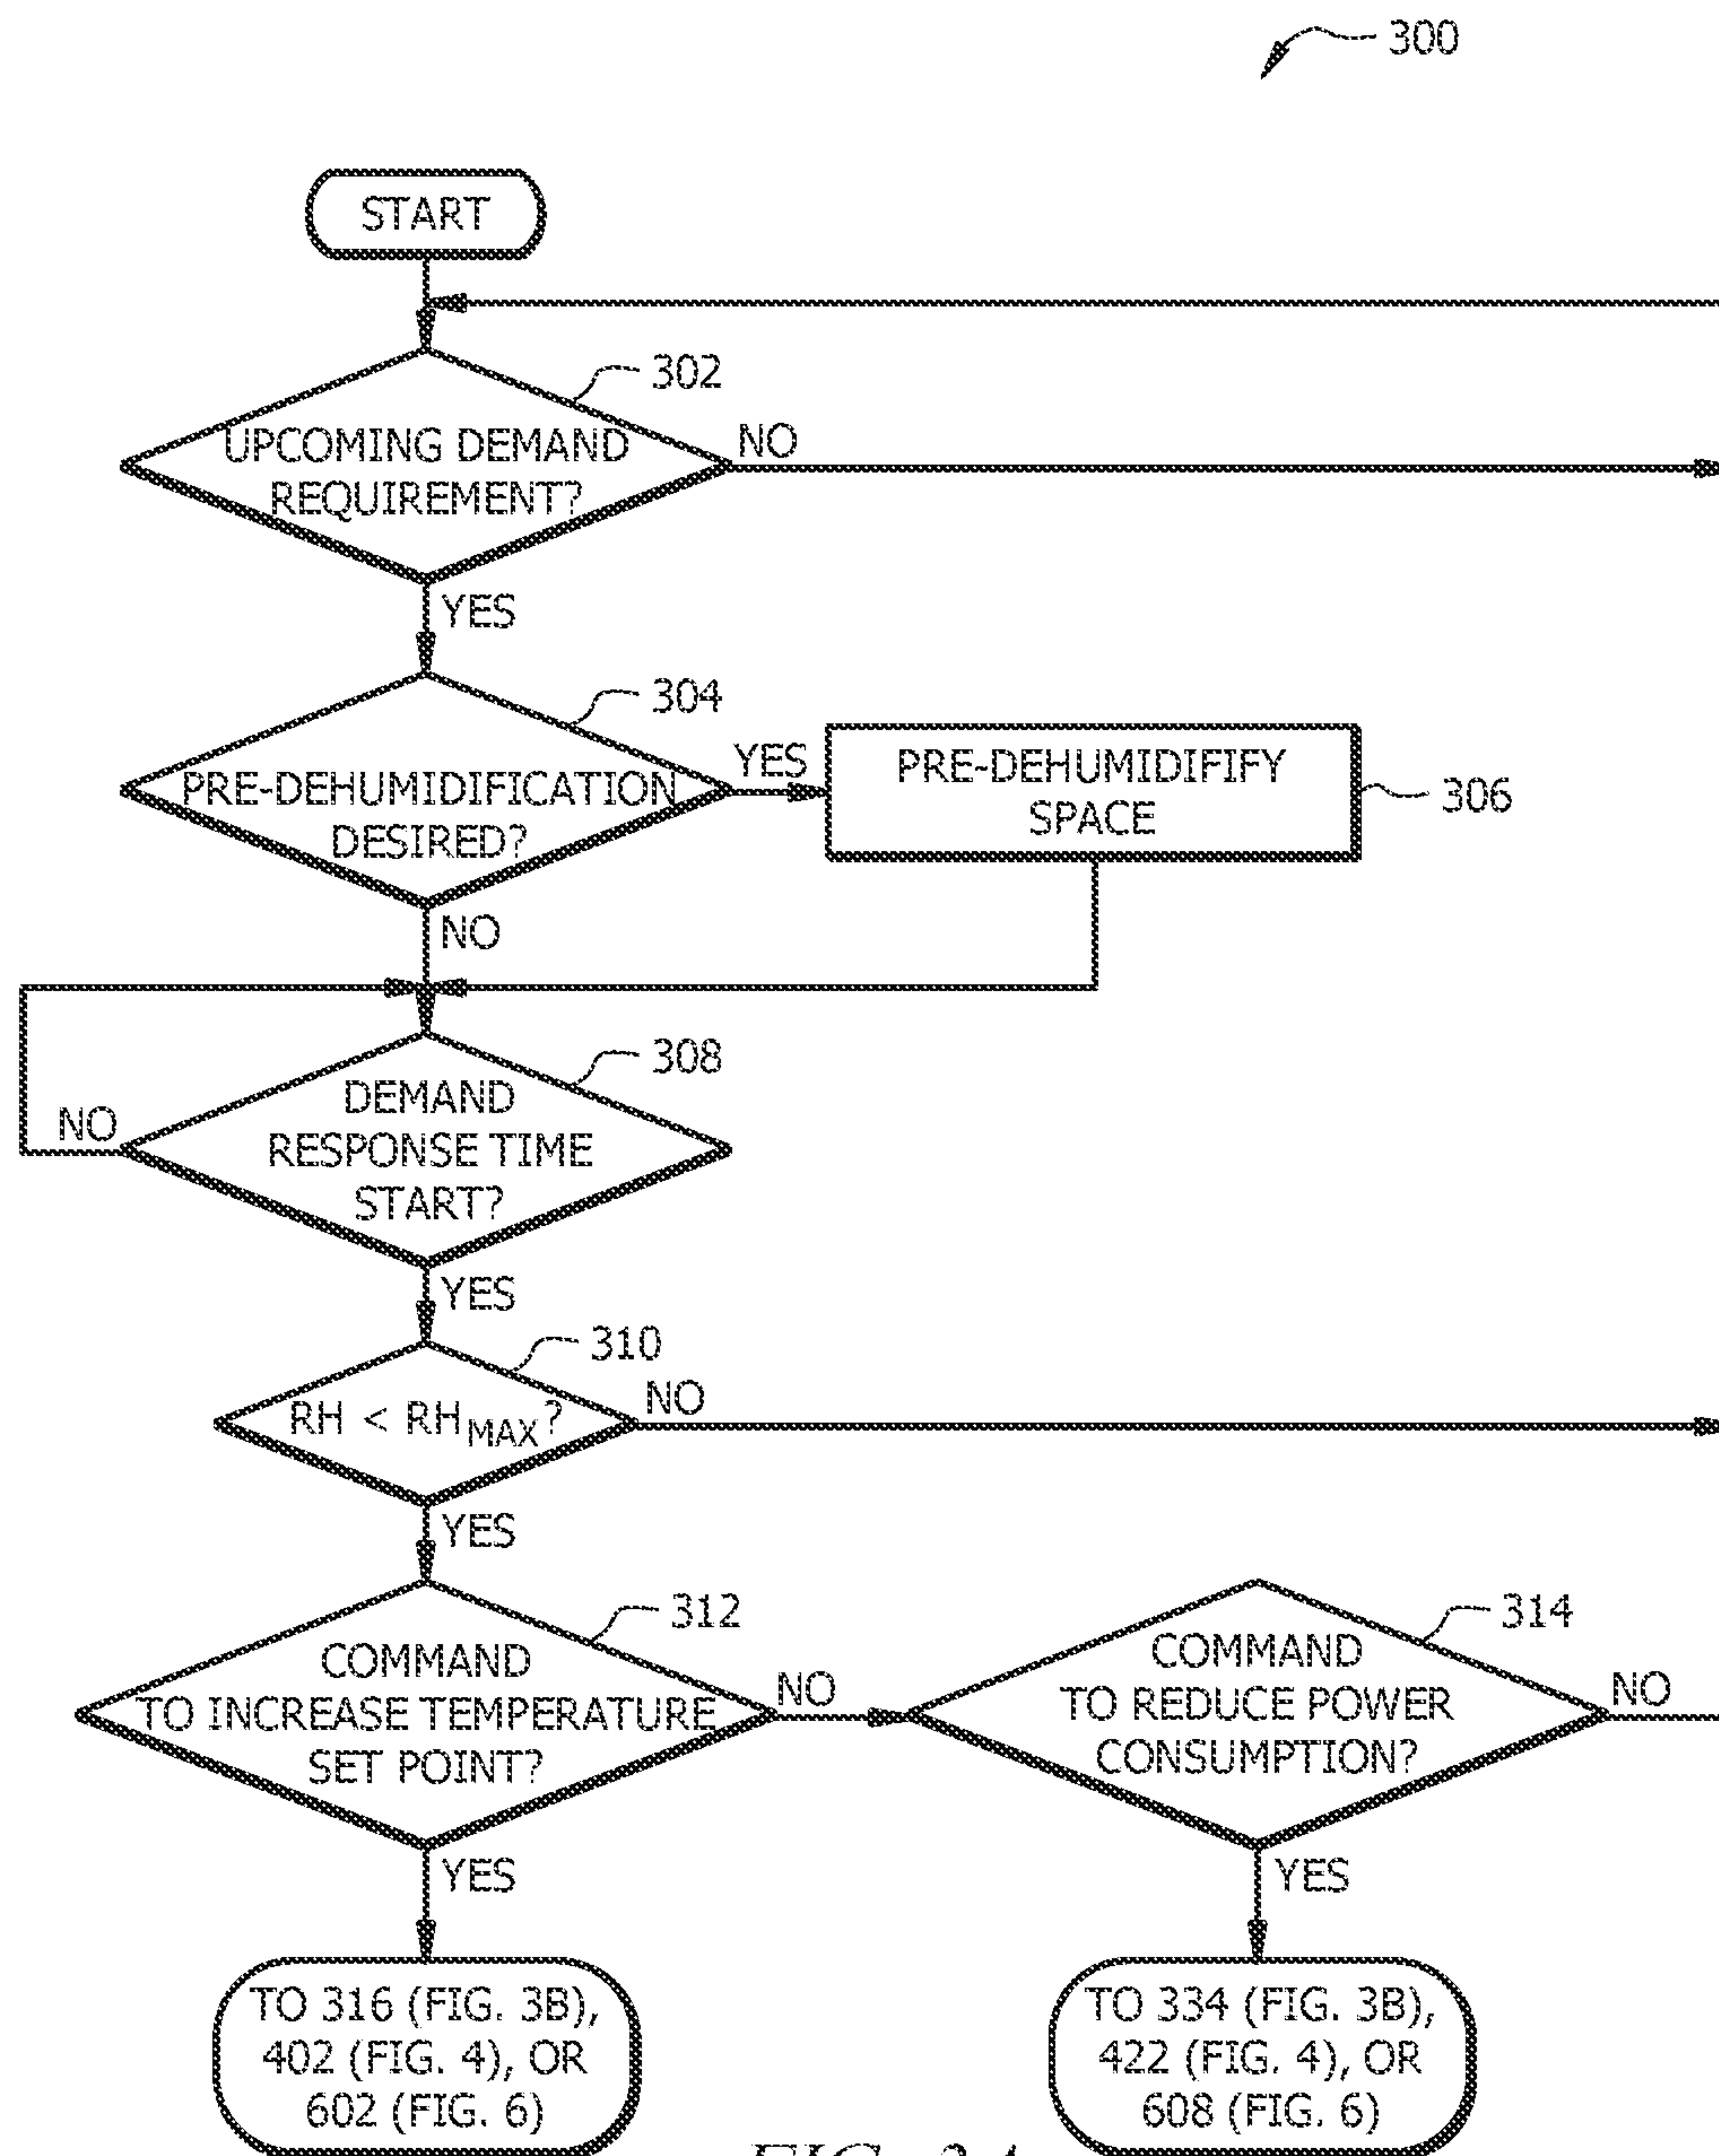 300
START
302
UPCOMING DEMAND
REQUIREMENT?
NO
YES
304
PRE-DEHUMIDIFICATION
DESIRED?
YES
PRE-DEHUMIDIFIFY
SPACE
306
NO
308
DEMAND
RESPONSE TIME
START?
NO
YES
310
RH < RHMAX?
NO
YES
312
COMMAND
TO INCREASE TEMPERATURE
SET POINT?
NO
314
COMMAND
TO REDUCE POWER
CONSUMPTION?
NO
YES
YES
TO 316 (FIG. 3B),
402 (FIG. 4), OR
602 (FIG. 6)
TO 334 (FIG. 3B),
422 (FIG. 4), OR
608 (FIG. 6)